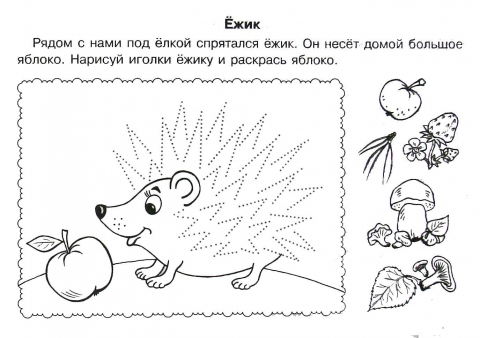 Ёжик
Рядом с нами под ёлкой спрятался ёжик. Он несёт домой большое
яблоко. Нарисуй иголки ёжику и раскрась яблоко.